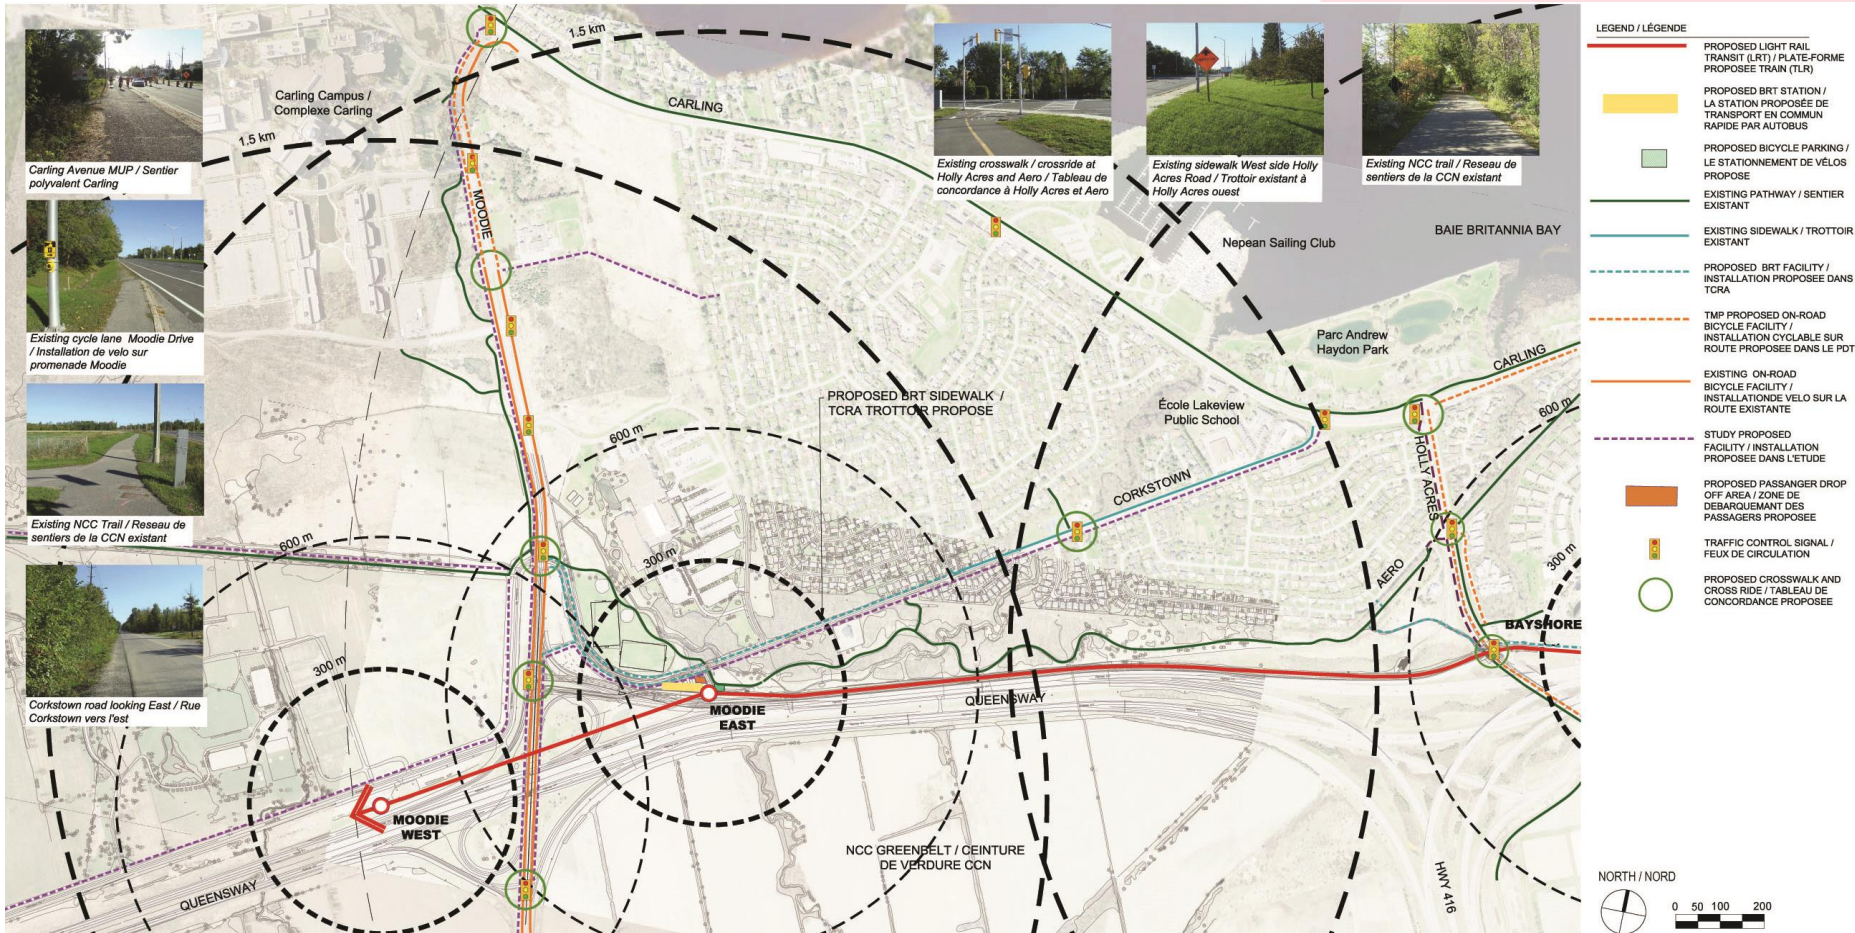 Carling Avenue MUP / Sentier
polyvalent Carling
Existing cycle lane Moodie Drive
/ Installation de velo sur
promenade Moodie
Existing NCC Trail / Reseau de
sentiers de la CCN existant
Corkstown road looking East / Rue
Corkstown vers l'est
Existing crosswalk / crossride at
Holly Acres and Aero / Tableau de
concordance à Holly Acres et Aero
Existing sidewalk West side Holly
Acres Road / Trottoir existant à
Holly Acres ouest
Existing NCC trail / Reseau de
sentiers de la CCN existant
Carling Campus /
Complexe Carling
1.5 km
1.5 km
CARLING
MOODIE
Nepean Sailing Club
BAIE BRITANNIA BAY
Parc Andrew
Haydon Park
CARLING
École Lakeview
Public School
PROPOSED BRT SIDEWALK /
TCRA TROTTOIR PROPOSE
600 m
600 m
600 m
CORKSTOWN
HOLLY ACRES
AERO
300 m
300 m
300 m
BAYSHORE
QUEENSWAY
MOODIE
EAST
MOODIE
WEST
NCC GREENBELT / CEINTURE
DE VERDURE CCN
QUEENSWAY
HWY 416
LEGEND / LÉGENDE
PROPOSED LIGHT RAIL
TRANSIT (LRT) / PLATE-FORME
PROPOSEE TRAIN (TLR)
PROPOSED BRT STATION /
LA STATION PROPOSÉE DE
TRANSPORT EN COMMUN
RAPIDE PAR AUTOBUS
PROPOSED BICYCLE PARKING /
LE STATIONNEMENT DE VÉLOS
PROPOSE
EXISTING PATHWAY / SENTIER
EXISTANT
EXISTING SIDEWALK / TROTTOIR
EXISTANT
PROPOSED BRT FACILITY /
INSTALLATION PROPOSEE DANS
TCRA
TMP PROPOSED ON-ROAD
BICYCLE FACILITY /
INSTALLATION CYCLABLE SUR
ROUTE PROPOSEE DANS LE PDT
EXISTING ON-ROAD
BICYCLE FACILITY /
INSTALLATIONDE VELO SUR LA
ROUTE EXISTANTE
STUDY PROPOSED
FACILITY / INSTALLATION
PROPOSEE DANS L'ETUDE
PROPOSED PASSANGER DROP
OFF AREA / ZONE DE
DEBARQUEMENT DES
PASSAGERS PROPOSEE
TRAFFIC CONTROL SIGNAL /
FEUX DE CIRCULATION
PROPOSED CROSSWALK AND
CROSS RIDE / TABLEAU DE
CONCORDANCE PROPOSEE
NORTH / NORD
0 50 100 200